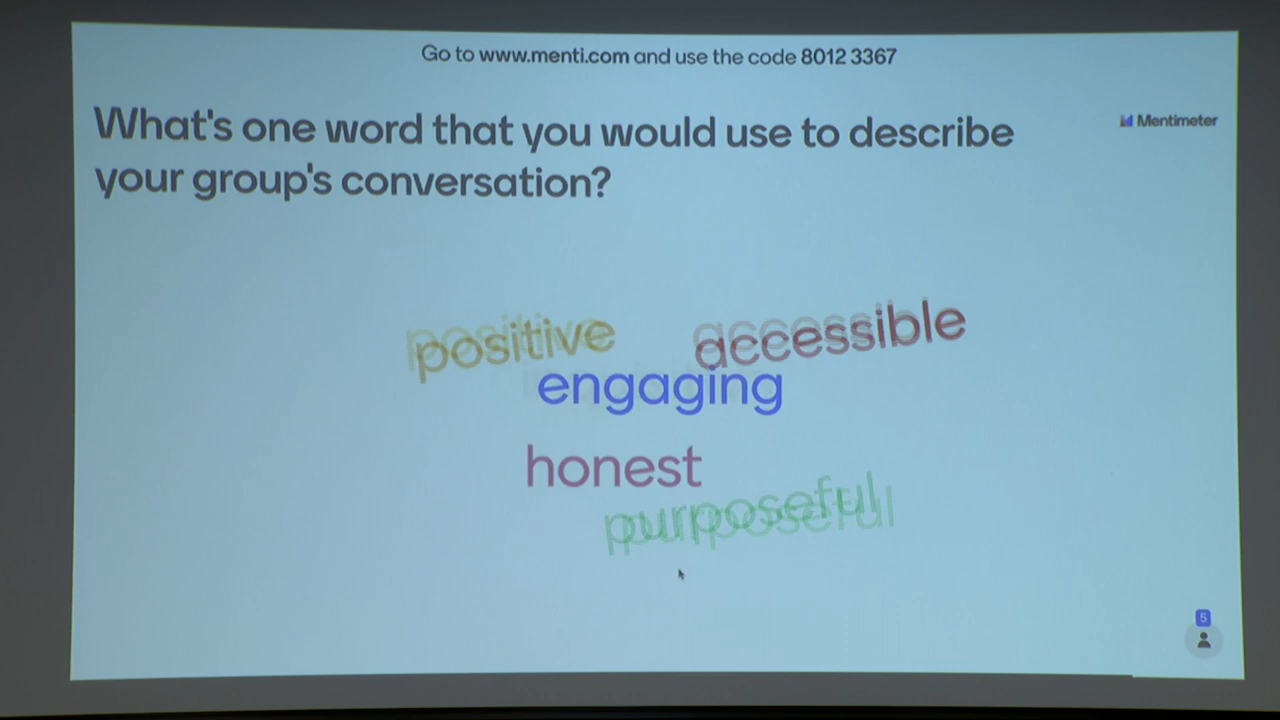 Go to www.menti.com and use the code 8012 3367
What's one word that you would use to describe
your group's conversation?
Mentimeter
positive
accessible
engaging
honest
purposeful
5